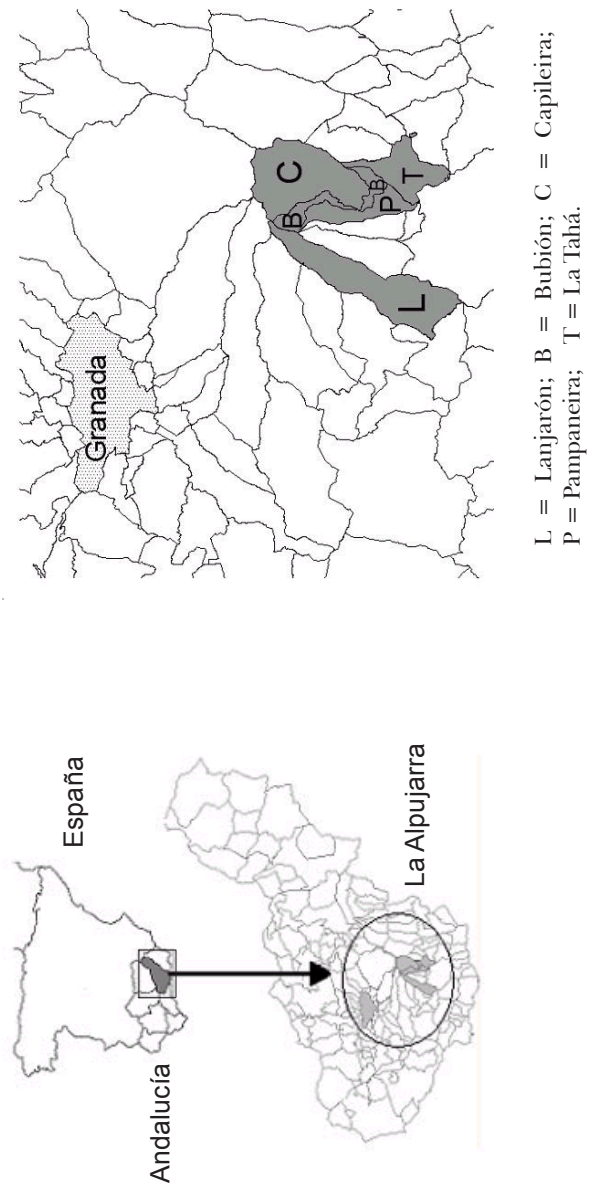 España
Andalucía
La Alpujarra
Granada
C
B
B
P
T
L
L = Lanjarón; B = Bubión; C = Capileira;
P = Pampaneira; T = La Tahá.